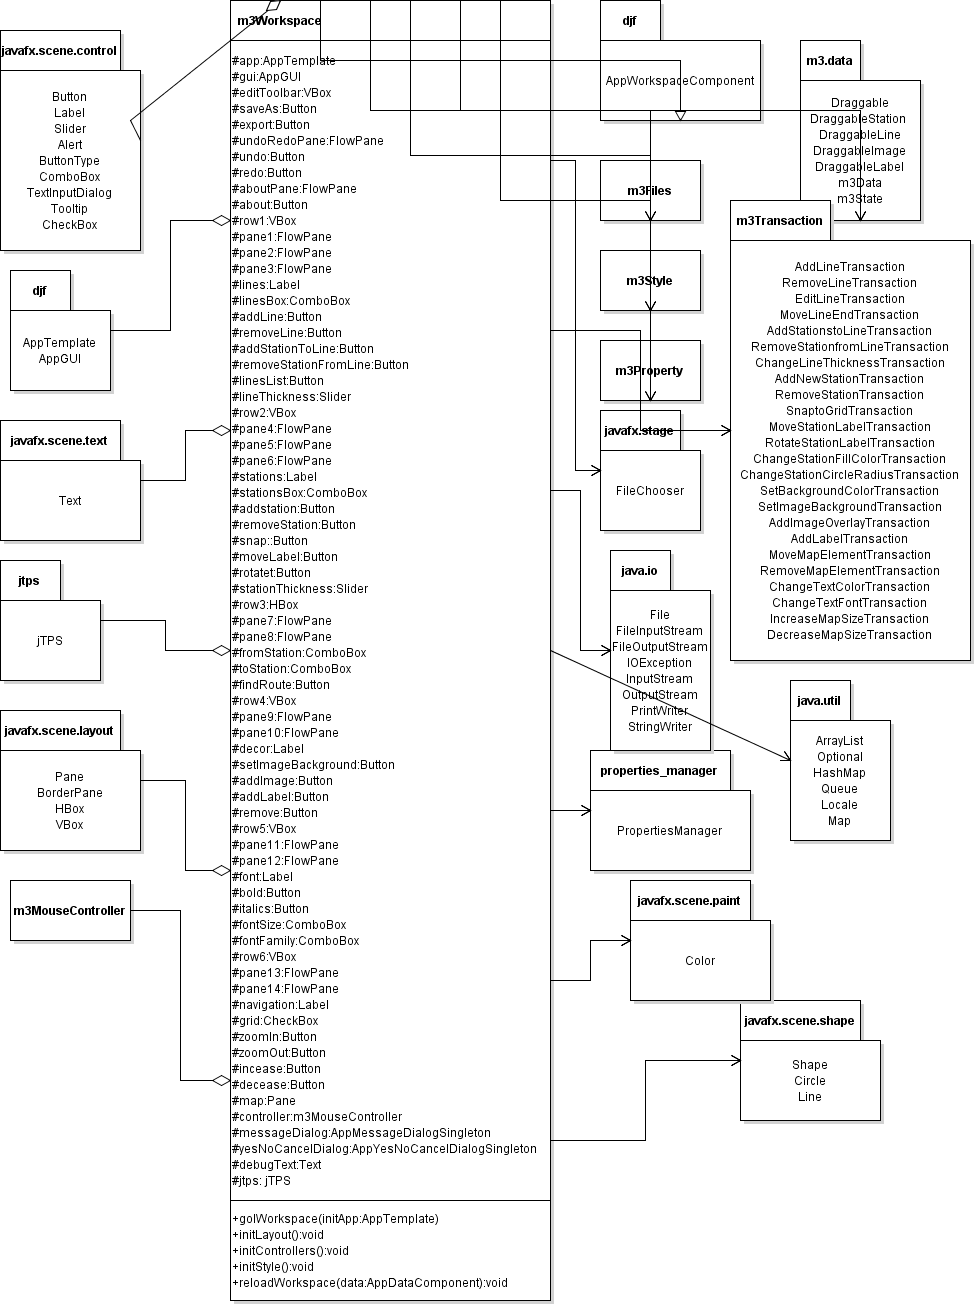 javafx.scene.control
Button
Label
Slider
Alert
ButtonType
ComboBox
TextInputDialog
Tooltip
CheckBox
djf
AppTemplate
AppGUI
javafx.scene.text
Text
jtps
jTPS
javafx.scene.layout
Pane
BorderPane
HBox
VBox
m3MouseController
m3Workspace
#app:AppTemplate
#gui:AppGUI
#editToolbar:VBox
#saveAs:Button
#export:Button
#undoRedoPane:FlowPane
#undo:Button
#redo:Button
#aboutPane:FlowPane
#about:Button
#row1:VBox
#pane1:FlowPane
#pane2:FlowPane
#pane3:FlowPane
#lines:Label
#linesBox:ComboBox
#addLine:Button
#removeLine:Button
#addStationToLine:Button
#removeStationFromLine:Button
#linesList:Button
#lineThickness:Slider
#row2:VBox
#pane4:FlowPane
#pane5:FlowPane
#pane6:FlowPane
#stations:Label
#stationsBox:ComboBox
#addstation:Button
#removeStation:Button
#snap::Button
#moveLabel:Button
#rotatet:Button
#stationThickness:Slider
#row3:HBox
#pane7:FlowPane
#pane8:FlowPane
#fromStation:ComboBox
#toStation:ComboBox
#findRoute:Button
#row4:VBox
#pane9:FlowPane
#pane10:FlowPane
#decor:Label
#setImageBackground:Button
#addImage:Button
#addLabel:Button
#remove:Button
#row5:VBox
#pane11:FlowPane
#pane12:FlowPane
#font:Label
#bold:Button
#italics:Button
#fontSize:ComboBox
#fontFamily:ComboBox
#row6:VBox
#pane13:FlowPane
#pane14:FlowPane
#navigation:Label
#grid:CheckBox
#zoomIn:Button
#zoomOut:Button
#incease:Button
#decease:Button
#map:Pane
#controller:m3MouseController
#messageDialog:AppMessageDialogSingleton
#yesNoCancelDialog:AppYesNoCancelDialogSingleton
#debugText:Text
#jtps: jTPS
+golWorkspace(initApp:AppTemplate)
+initLayout():void
+initControllers():void
+initStyle():void
+reloadWorkspace(data:AppDataComponent):void
djf
AppWorkspaceComponent
m3Files
m3Style
m3Property
javafx.stage
FileChooser
java.io
File
FileInputStream
FileOutputStream
IOException
InputStream
OutputStream
PrintWriter
StringWriter
properties_manager
PropertiesManager
javafx.scene.paint
Color
m3.data
Draggable
DraggableStation
DraggableLine
DraggableImage
DraggableLabel
m3Data
m3State
m3Transaction
AddLineTransaction
RemoveLineTransaction
EditLineTransaction
MoveLineEndTransaction
AddStationstoLineTransaction
RemoveStationfromLineTransaction
ChangeLineThicknessTransaction
AddNewStationTransaction
RemoveStationTransaction
SnaptoGridTransaction
MoveStationLabelTransaction
RotateStationLabelTransaction
ChangeStationFillColorTransaction
ChangeStationCircleRadiusTransaction
SetBackgroundColorTransaction
SetImageBackgroundTransaction
AddImageOverlayTransaction
AddLabelTransaction
MoveMapElementTransaction
RemoveMapElementTransaction
ChangeTextColorTransaction
ChangeTextFontTransaction
IncreaseMapSizeTransaction
DecreaseMapSizeTransaction
java.util
ArrayList
Optional
HashMap
Queue
Locale
Map
javafx.scene.shape
Shape
Circle
Line